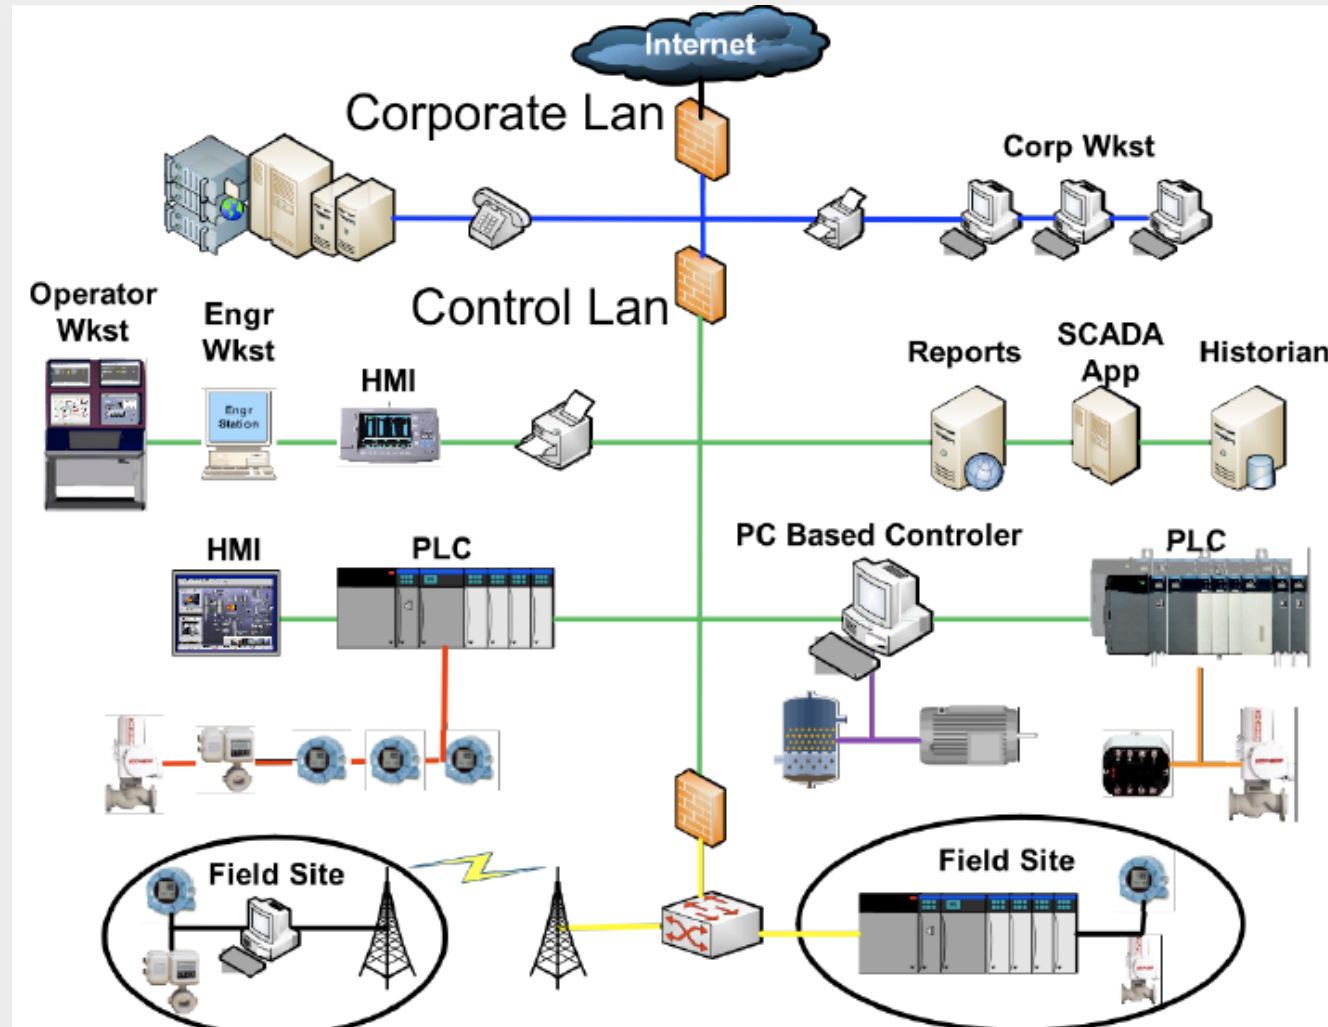 Internet
Corporate Lan
Corp Wkst
Control Lan
Operator
Wkst
Engr
Wkst
HMI
Engr
Station
Reports
SCADA
App
Historian
HMI
PLC
PC Based Controler
PLC
Field Site
Field Site